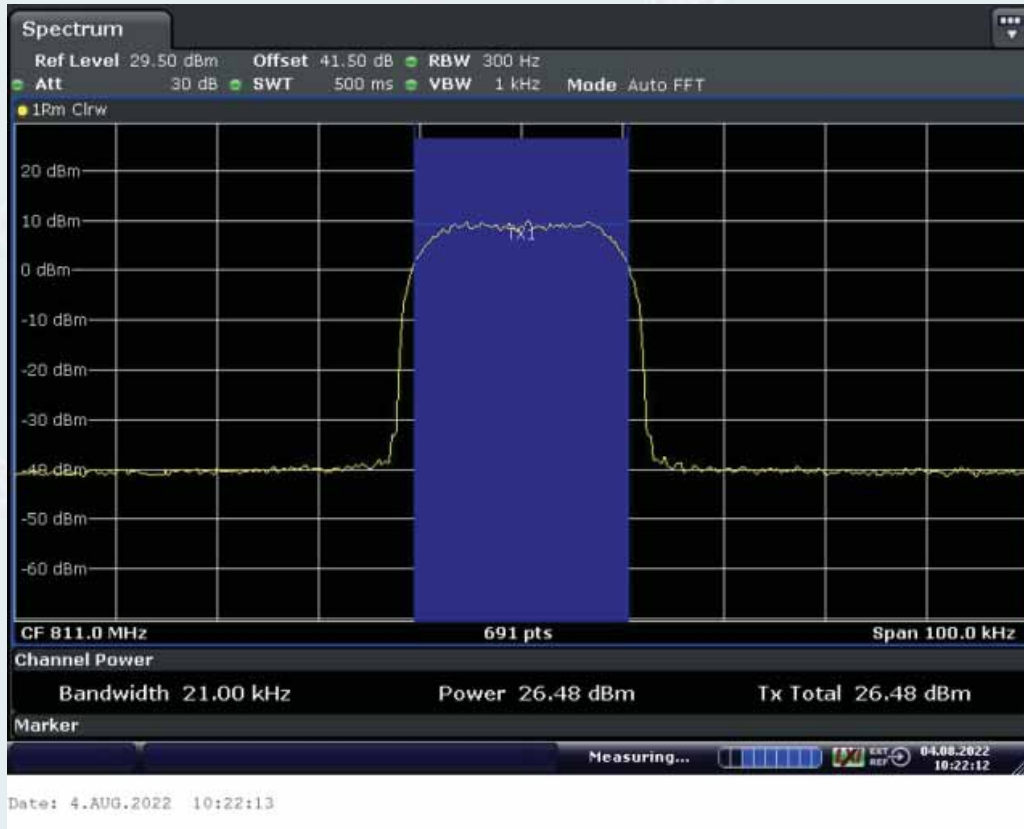 Spectrum
Ref Level 29.50 dBm Offset 41.50 dB RBW 300 Hz
Att 30 dB SWT 500 ms VBW 1 kHz Mode Auto FFT
1Rm Clrw
20 dBm
10 dBm
TX1
0 dBm
-10 dBm
-20 dBm
-30 dBm
-40 dBm
-50 dBm
-60 dBm
CF 811.0 MHz 691 pts Span 100.0 kHz
Channel Power
Bandwidth 21.00 kHz Power 26.48 dBm Tx Total 26.48 dBm
Marker
Measuring... EXT REF 04.08.2022
10:22:12
Date: 4.AUG.2022 10:22:13